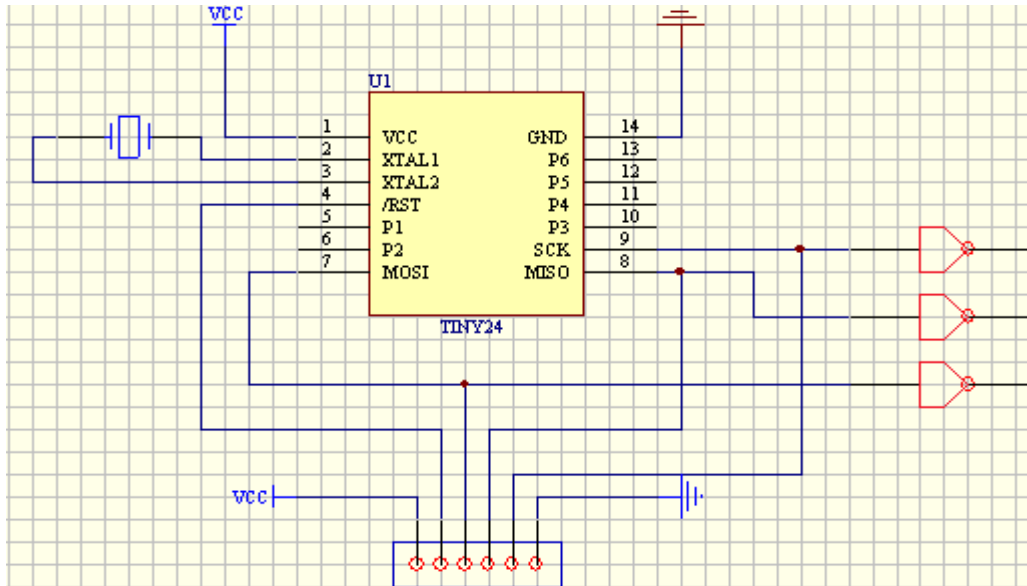 VCC
U1
1 VCC GND 14
2 XTAL1 P6 13
3 XTAL2 P5 12
4 /RST P4 11
5 P1 P3 10
6 P2 SCK 9
7 MOSI MISO 8
TINY24
VCC